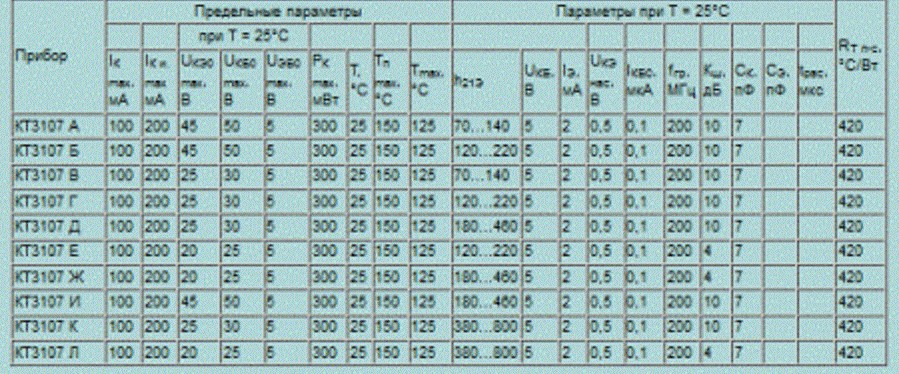 Предельные параметры Параметры при T = 25°C
при T = 25°C
Прибор Iк max, мА Iк и. max мА Uкэ0 max, В Uкб0 max, В Uэб0 max, В Pк max, мВт T, °C Tп max, °C Tmax, °C h21э Uкб, В Iэ, мА Uкэ нас, В Iкбо, мкА fгр, МГц Kш, дБ Cк, пФ Cэ, пФ tрас, мкс Rт п-с, °C/Вт
КТ3107 А 100 200 45 50 5 300 25 150 125 70...140 5 2 0,5 0,1 200 10 7 420
КТ3107 Б 100 200 45 50 5 300 25 150 125 120...220 5 2 0,5 0,1 200 10 7 420
КТ3107 В 100 200 25 30 5 300 25 150 125 70...140 5 2 0,5 0,1 200 10 7 420
КТ3107 Г 100 200 25 30 5 300 25 150 125 120...220 5 2 0,5 0,1 200 10 7 420
КТ3107 Д 100 200 25 30 5 300 25 150 125 180...460 5 2 0,5 0,1 200 10 7 420
КТ3107 Е 100 200 20 25 5 300 25 150 125 120...220 5 2 0,5 0,1 200 4 7 420
КТ3107 Ж 100 200 20 25 5 300 25 150 125 180...460 5 2 0,5 0,1 200 4 7 420
КТ3107 И 100 200 45 50 5 300 25 150 125 180...460 5 2 0,5 0,1 200 10 7 420
КТ3107 К 100 200 25 30 5 300 25 150 125 380...800 5 2 0,5 0,1 200 10 7 420
КТ3107 Л 100 200 20 25 5 300 25 150 125 380...800 5 2 0,5 0,1 200 4 7 420